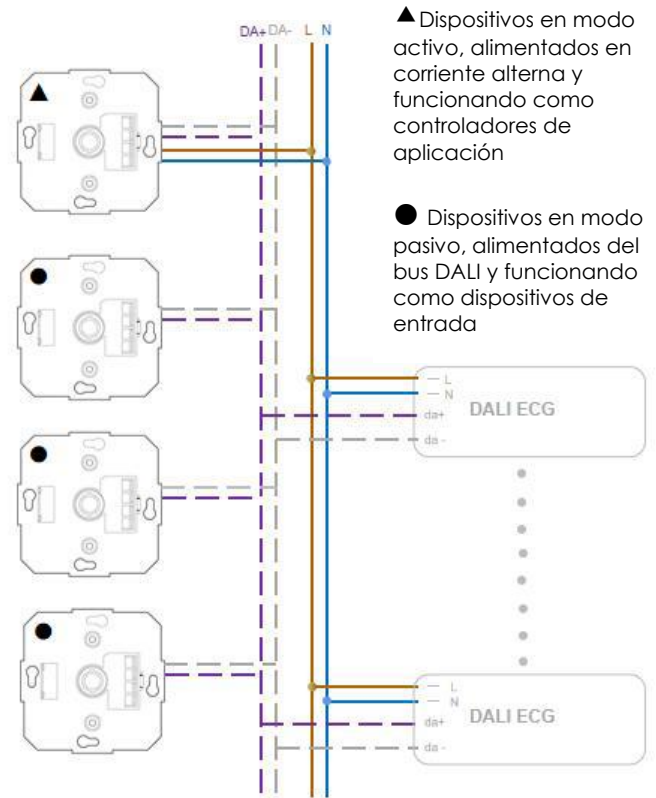 DA+ DA- L N
▲Dispositivos en modo
activo, alimentados en
corriente alterna y
funcionando como
controladores de
aplicación
● Dispositivos en modo
pasivo, alimentados del
bus DALI y funcionando
como dispositivos de
entrada
L
N
da+
da -
DALI ECG
L
N
da+
da -
DALI ECG